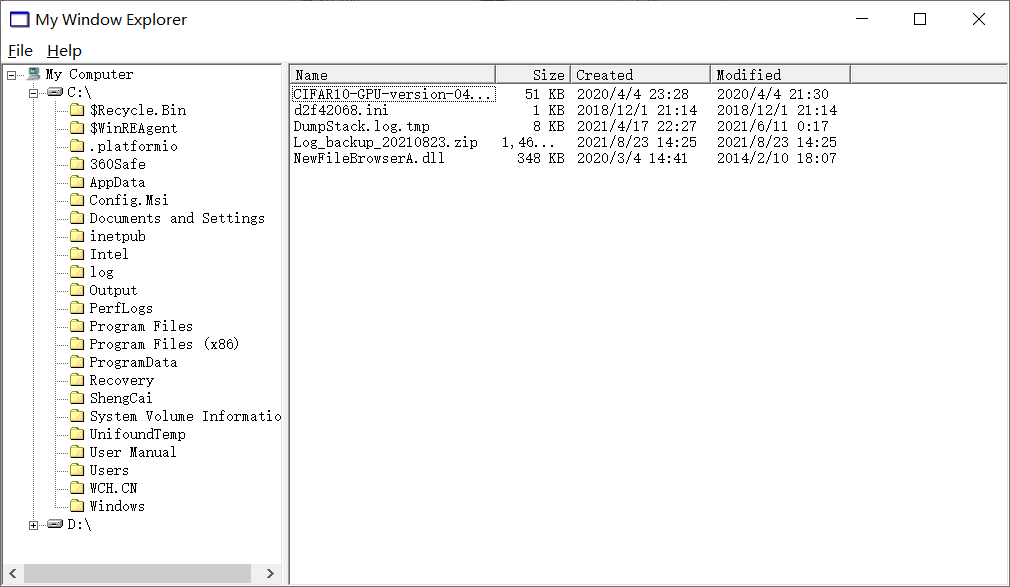 My Window Explorer
File Help
My Computer
C:\
$Recycle.Bin
$WinREAgent
.platformio
360Safe
AppData
Config.Msi
Documents and Settings
inetpub
Intel
log
Output
PerfLogs
Program Files
Program Files (x86)
ProgramData
Recovery
ShengCai
System Volume Informatio
UnifoundTemp
User Manual
Users
WCH.CN
Windows
D:\
Name Size Created Modified
CIFAR10-GPU-version-04... 51 KB 2020/4/4 23:28 2020/4/4 21:30
d2f42068.ini 1 KB 2018/12/1 21:14 2018/12/1 21:14
DumpStack.log.tmp 8 KB 2021/4/17 22:27 2021/6/11 0:17
Log_backup_20210823.zip 1,46... 2021/8/23 14:25 2021/8/23 14:25
NewFileBrowserA.dll 348 KB 2020/3/4 14:41 2014/2/10 18:07